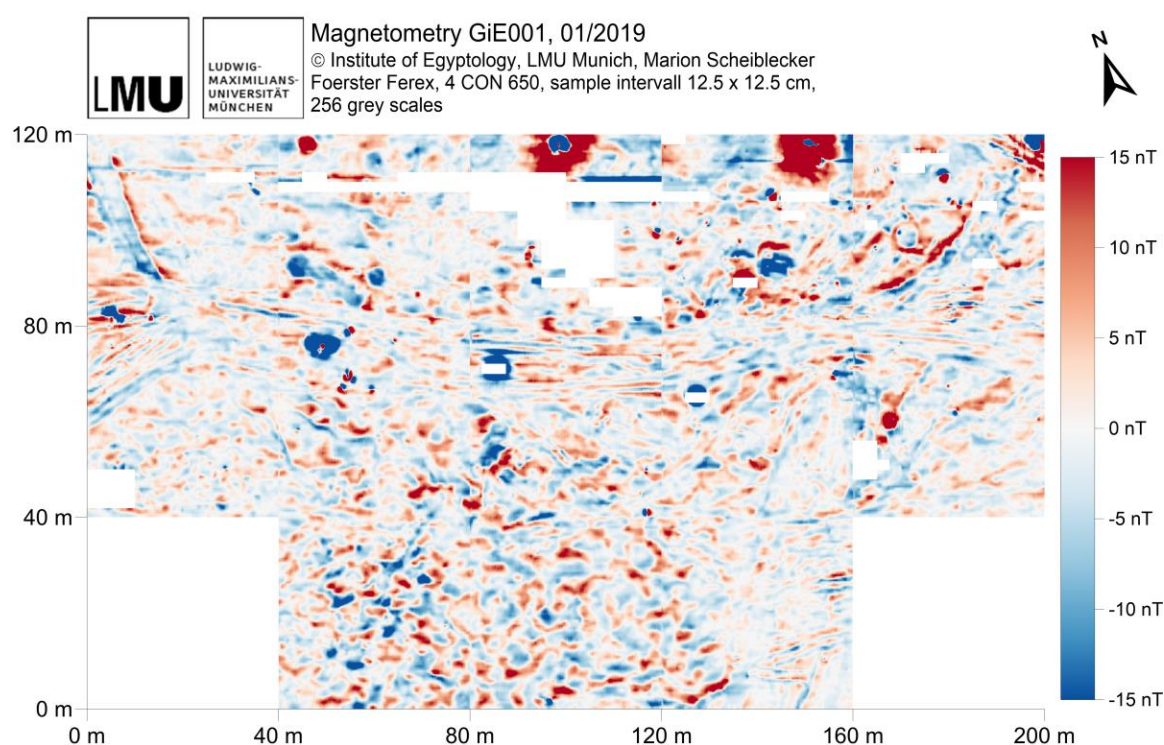 LMU
LUDWIG-
MAXIMILIANS-
UNIVERSITÄT
MÜNCHEN
Magnetometry GiE001, 01/2019
© Institute of Egyptology, LMU Munich, Marion Scheiblecker
Foerster Ferex, 4 CON 650, sample intervall 12.5 x 12.5 cm,
256 grey scales
N
120 m
80 m
40 m
0 m
0 m 40 m 80 m 120 m 160 m 200 m
15 nT
10 nT
5 nT
0 nT
-5 nT
-10 nT
-15 nT